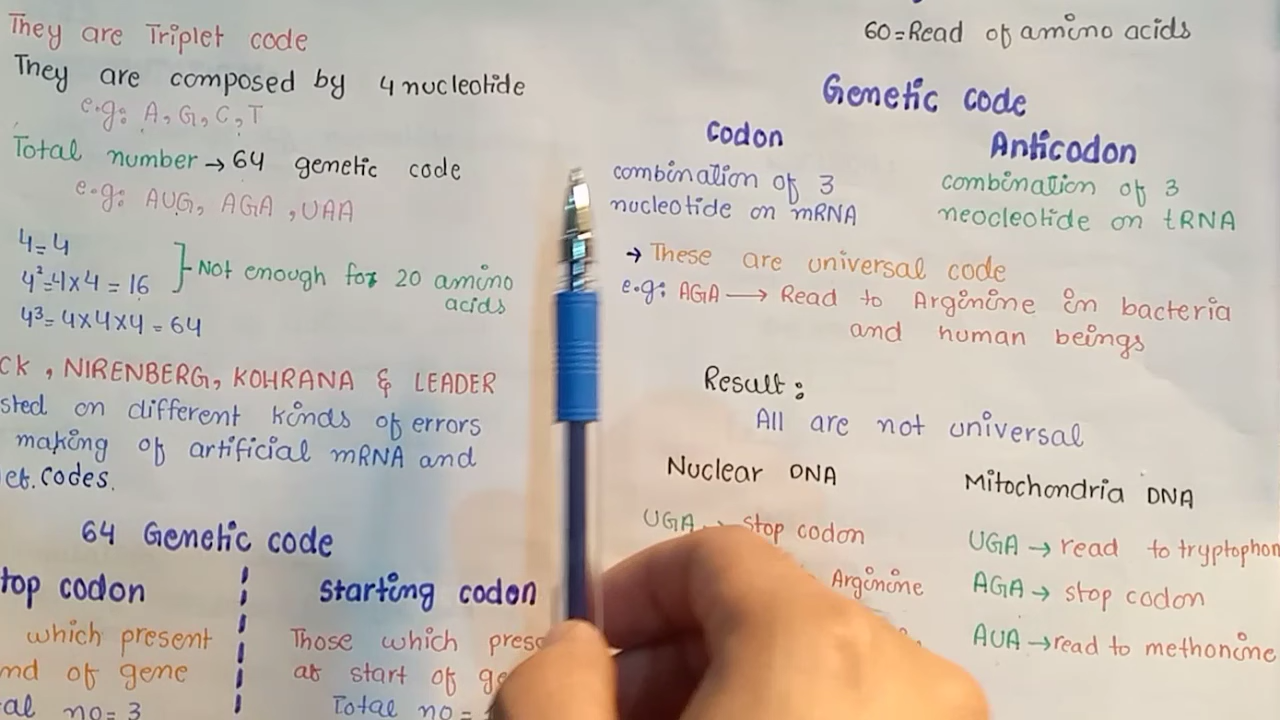 They are Triplet code
They are composed by 4 nucleotide
e.g: A, G, C, T
Total number → 64 genetic code
e.g: AUG, AGA, UAA
4=4
4²=4x4=16
4³=4x4x4=64
}-Not enough for 20 amino
acids
CK, NIRENBERG, KOHRANA & LEADER
sted on different kinds of errors
making of artificial mRNA and
et. codes.
64 Genetic code
top codon
which present
nd of gene
al no=3
Starting codon
Those which pres
at start of ge
Total no=
60=Read of amino acids
Genetic code
Codon
combination of 3
nucleotide on mRNA
Anticodon
combination of 3
neocleotide on tRNA
→ These are universal code
e.g: AGA → Read to Arginine in bacteria
and human beings
Result:
All are not universal
Nuclear DNA
UGA → stop codon
Arginine
Mitochondria DNA
UGA → read to tryptophon
AGA → stop codon
AUA → read to methonine